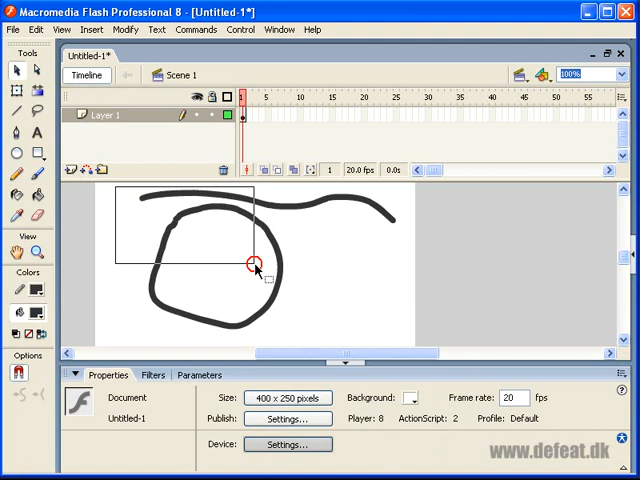 Macromedia Flash Professional 8 - [Untitled-1*]
File Edit View Insert Modify Text Commands Control Window Help
Tools
Untitled-1*
Timeline
Scene 1
100%
1 5 10 15 20 25 30 35 40 45 50 55
Layer 1
1 20.0 fps 0.0s
View
Colors
Options
Properties Filters Parameters
Document
Size: 400 x 250 pixels Background: Frame rate: 20 fps
Untitled-1
Publish: Settings... Player: 8 ActionScript: 2 Profile: Default
Device: Settings...
www.defeat.dk